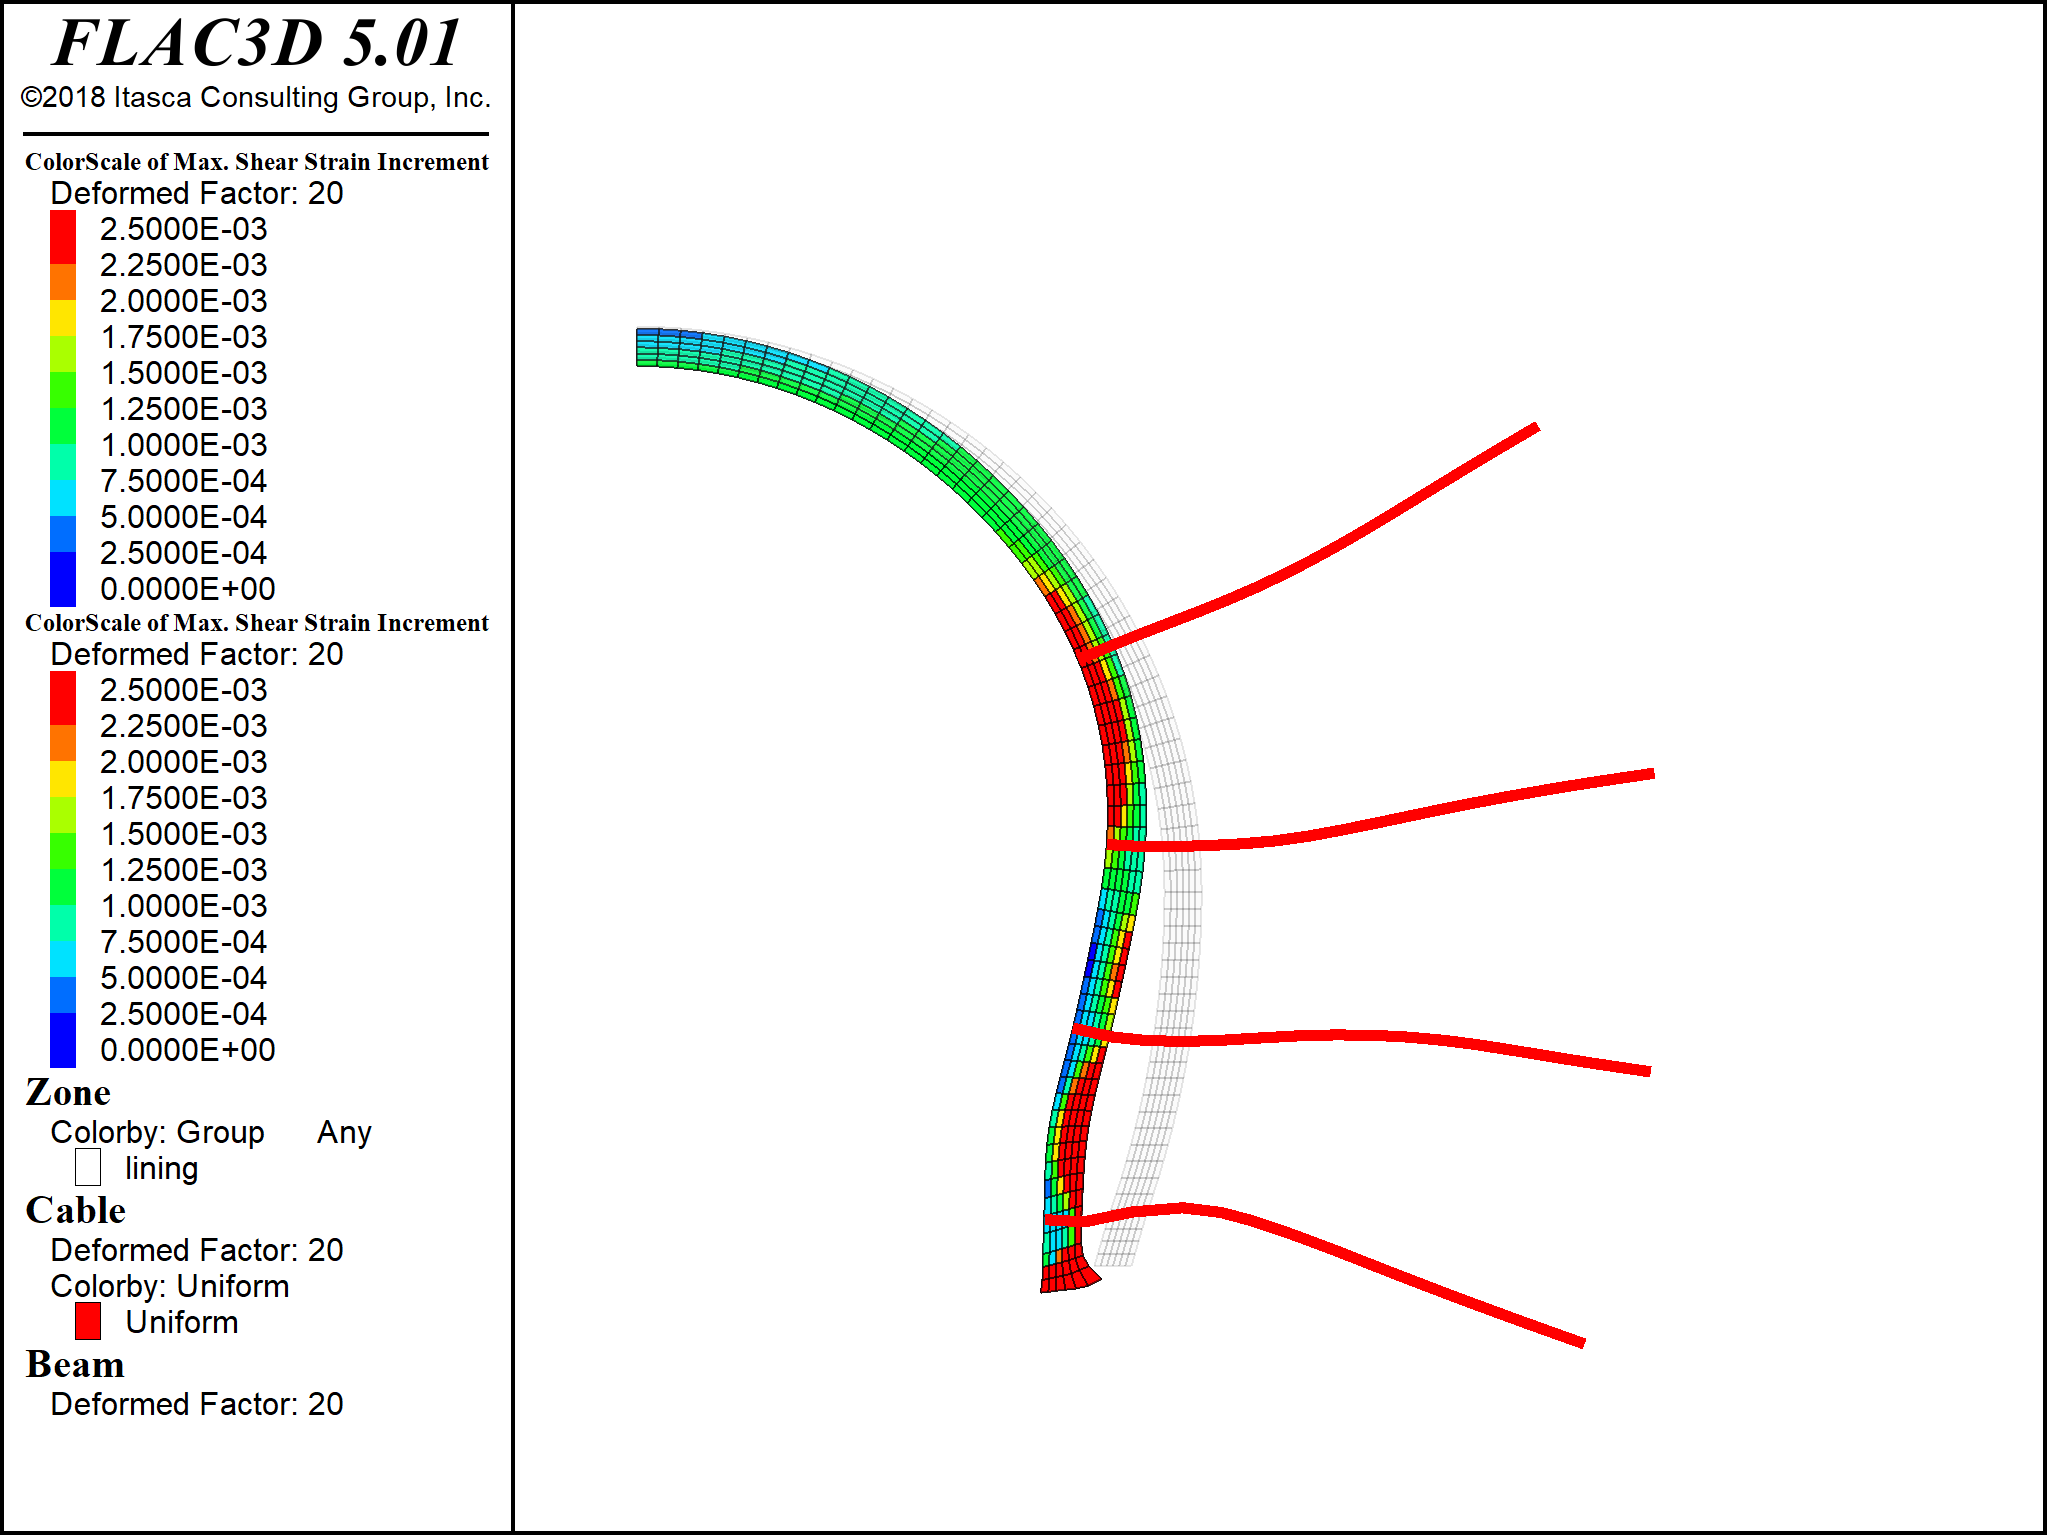 FLAC3D 5.01
©2018 Itasca Consulting Group, Inc.
ColorScale of Max. Shear Strain Increment
Deformed Factor: 20
2.5000E-03
2.2500E-03
2.0000E-03
1.7500E-03
1.5000E-03
1.2500E-03
1.0000E-03
7.5000E-04
5.0000E-04
2.5000E-04
0.0000E+00
ColorScale of Max. Shear Strain Increment
Deformed Factor: 20
2.5000E-03
2.2500E-03
2.0000E-03
1.7500E-03
1.5000E-03
1.2500E-03
1.0000E-03
7.5000E-04
5.0000E-04
2.5000E-04
0.0000E+00
Zone
Colorby: Group Any
lining
Cable
Deformed Factor: 20
Colorby: Uniform
Uniform
Beam
Deformed Factor: 20